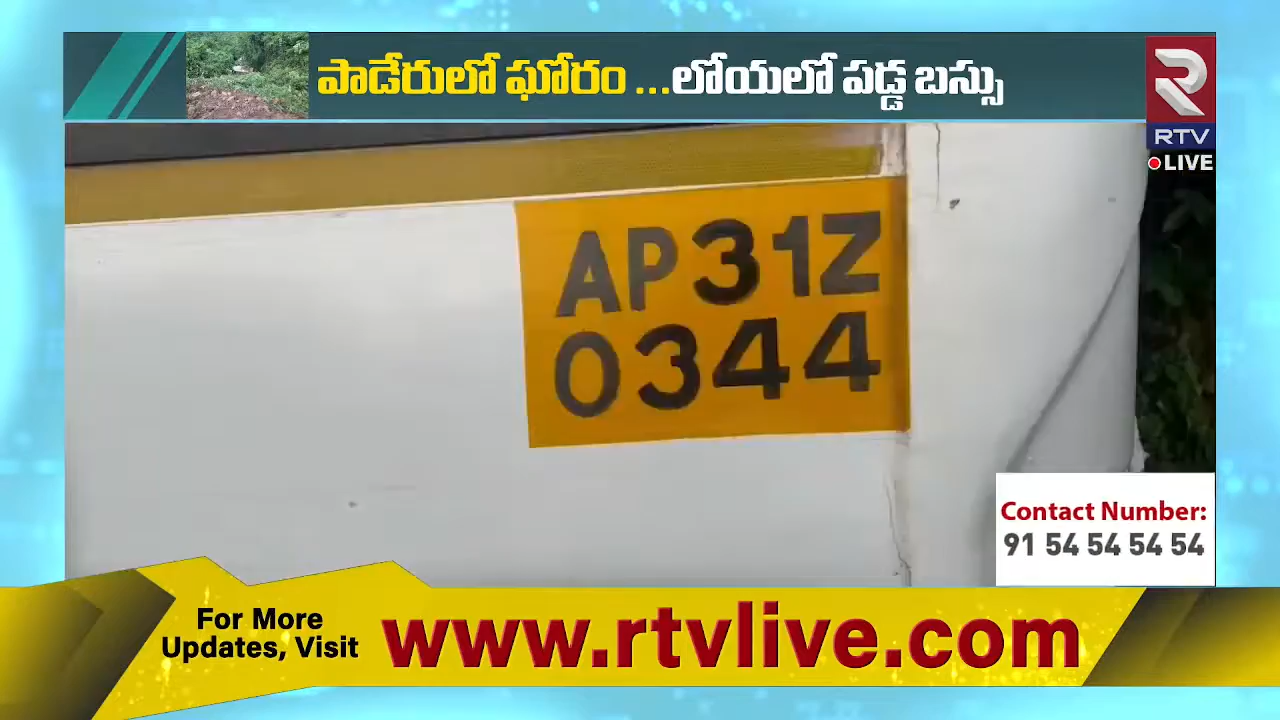 పాడేరులో ఘోరం ...లోయలో పడ్డ బస్సు
R
RTV
LIVE
AP31Z
0344
Contact Number:
91 54 54 54 54
For More
Updates, Visit
www.rtvlive.com